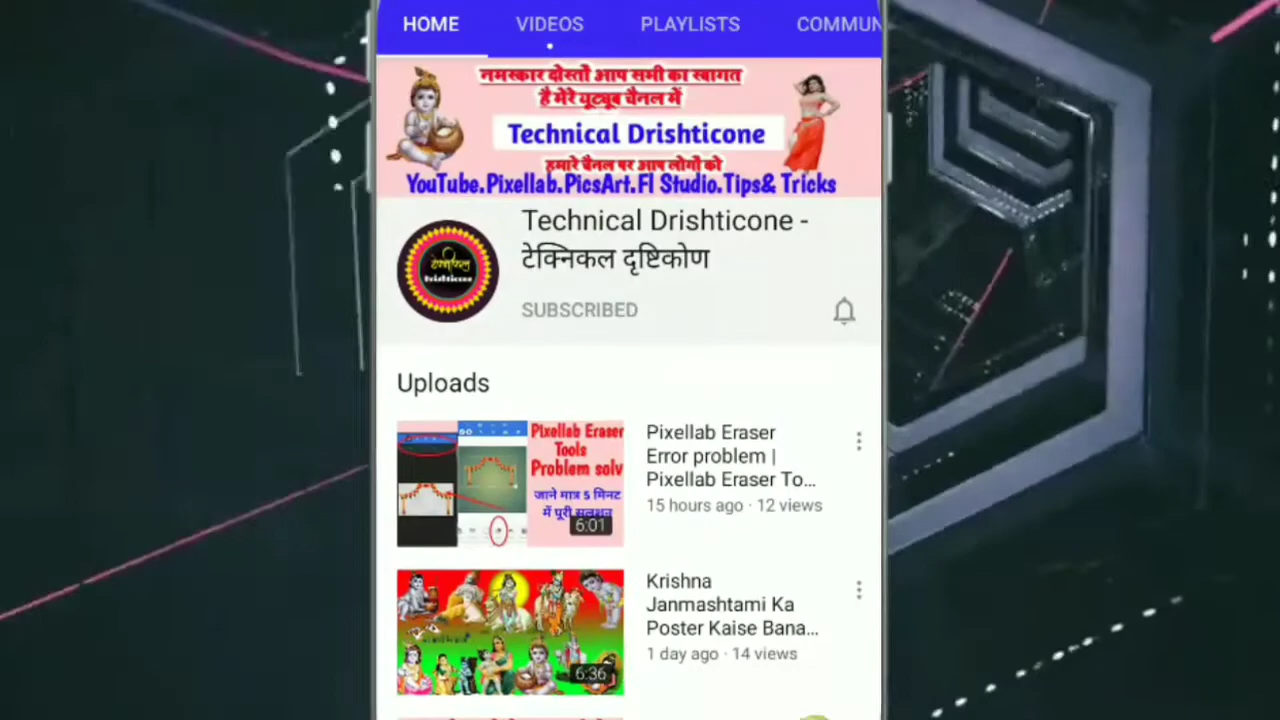 HOME VIDEOS PLAYLISTS COMMUN
नमस्कार दोस्तों आप सभी का स्वागत
है मेरे यूट्यूब चैनल में
Technical Drishticone
हमारे चैनल पर आप लोगों को
YouTube.Pixellab.PicsArt.Fl Studio.Tips& Tricks
Technical Drishticone -
टेक्निकल दृष्टिकोण
टेक्नीकल
Drishticone
SUBSCRIBED
Uploads
Pixellab Eraser
Tools
Problem solv
जाने मात्र 5 मिनट
में पूरी
6:01
Pixellab Eraser
Error problem |
Pixellab Eraser To...
15 hours ago · 12 views
6:36
Krishna
Janmashtami Ka
Poster Kaise Bana...
1 day ago · 14 views